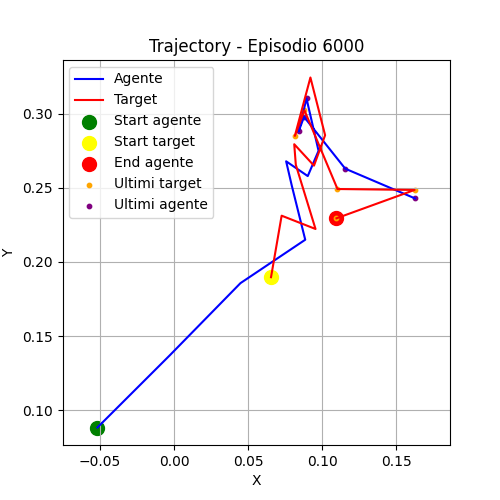 Trajectory - Episodio 6000
Agente
Target
Start agente
Start target
End agente
Ultimi target
Ultimi agente
0.30
0.25
0.20
0.15
0.10
Y
−0.05 0.00 0.05 0.10 0.15
X